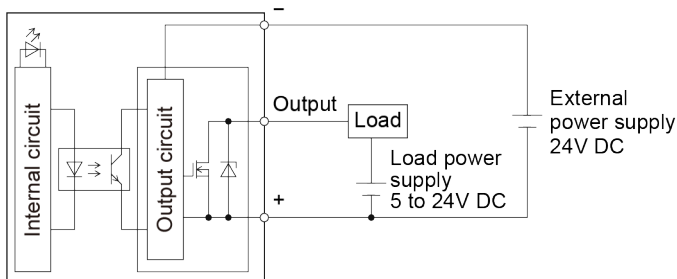 −
Internal circuit
Output circuit
Output
Load
External
power supply
24V DC
Load power
supply
5 to 24V DC
+